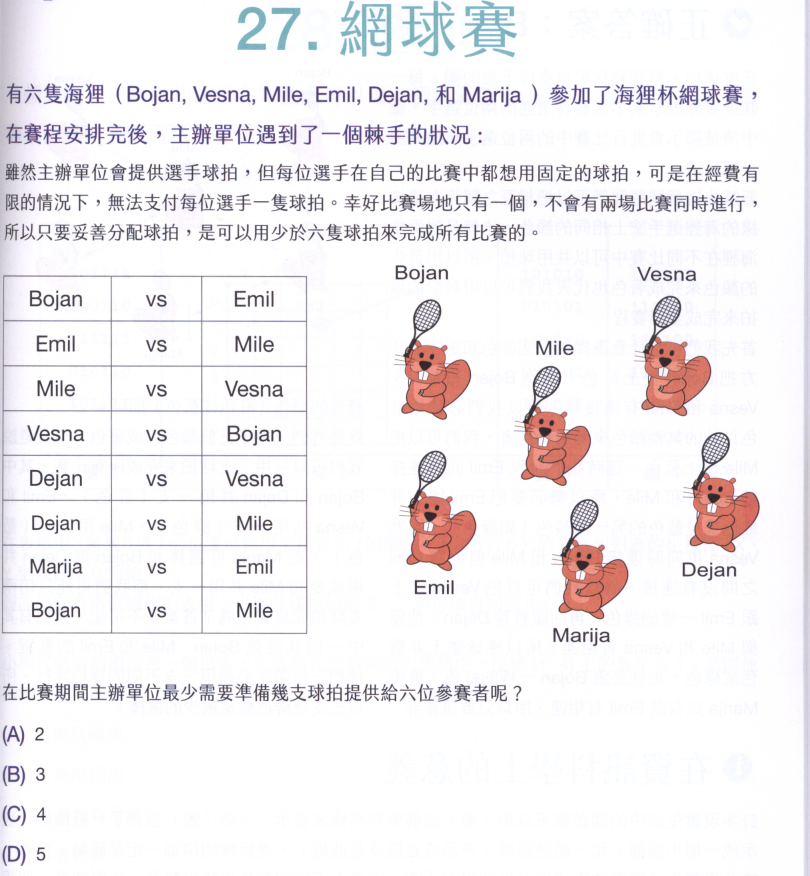 27. 網球賽
有六隻海狸（Bojan, Vesna, Mile, Emil, Dejan, 和 Marija ）參加了海狸杯網球賽，
在賽程安排完後，主辦單位遇到了一個棘手的狀況：
雖然主辦單位會提供選手球拍，但每位選手在自己的比賽中都想用固定的球拍，可是在經費有
限的情況下，無法支付每位選手一隻球拍。幸好比賽場地只有一個，不會有兩場比賽同時進行，
所以只要妥善分配球拍，是可以用少於六隻球拍來完成所有比賽的。
Bojan vs Emil
Emil vs Mile
Mile vs Vesna
Vesna vs Bojan
Dejan vs Vesna
Dejan vs Mile
Marija vs Emil
Bojan vs Mile
Bojan
Vesna
Mile
Emil
Dejan
Marija
在比賽期間主辦單位最少需要準備幾支球拍提供給六位參賽者呢？
(A) 2
(B) 3
(C) 4
(D) 5